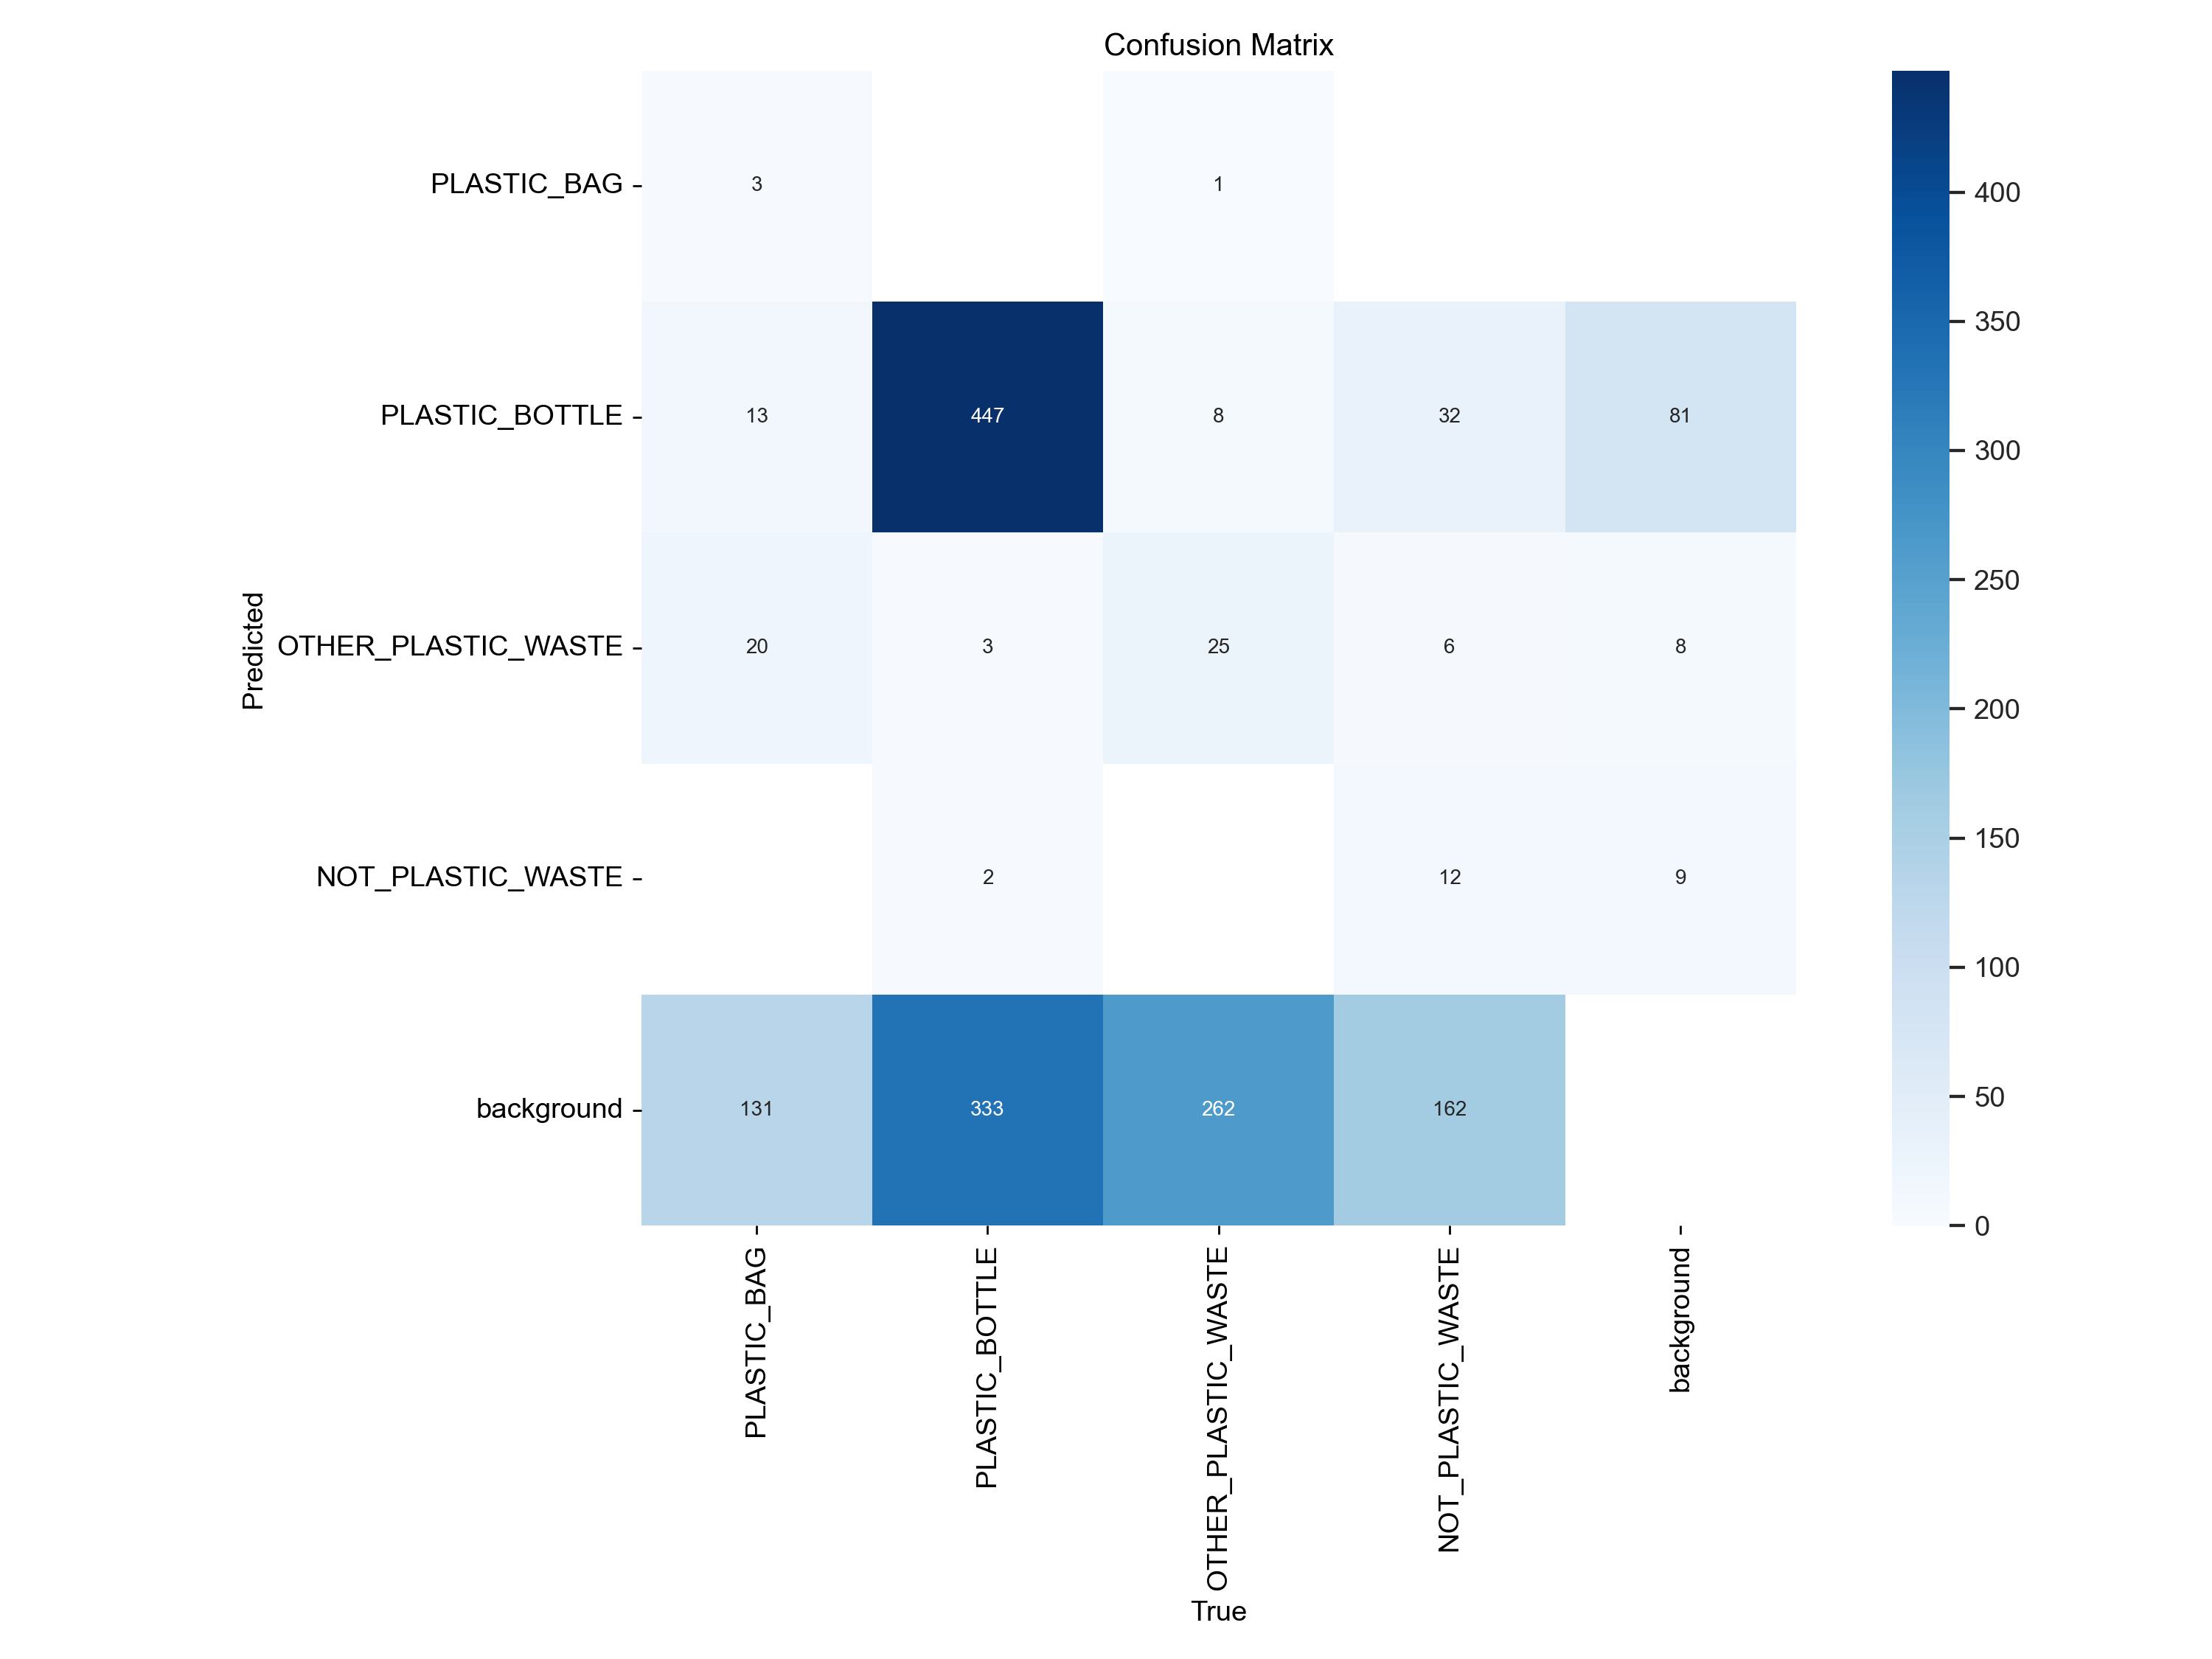 Confusion Matrix
PLASTIC_BAG
3
1
400
350
PLASTIC_BOTTLE
13
447
8
32
81
300
250
Predicted
OTHER_PLASTIC_WASTE
20
3
25
6
8
200
150
NOT_PLASTIC_WASTE
2
12
9
100
50
background
131
333
262
162
0
PLASTIC_BAG
PLASTIC_BOTTLE
OTHER_PLASTIC_WASTE
NOT_PLASTIC_WASTE
background
True